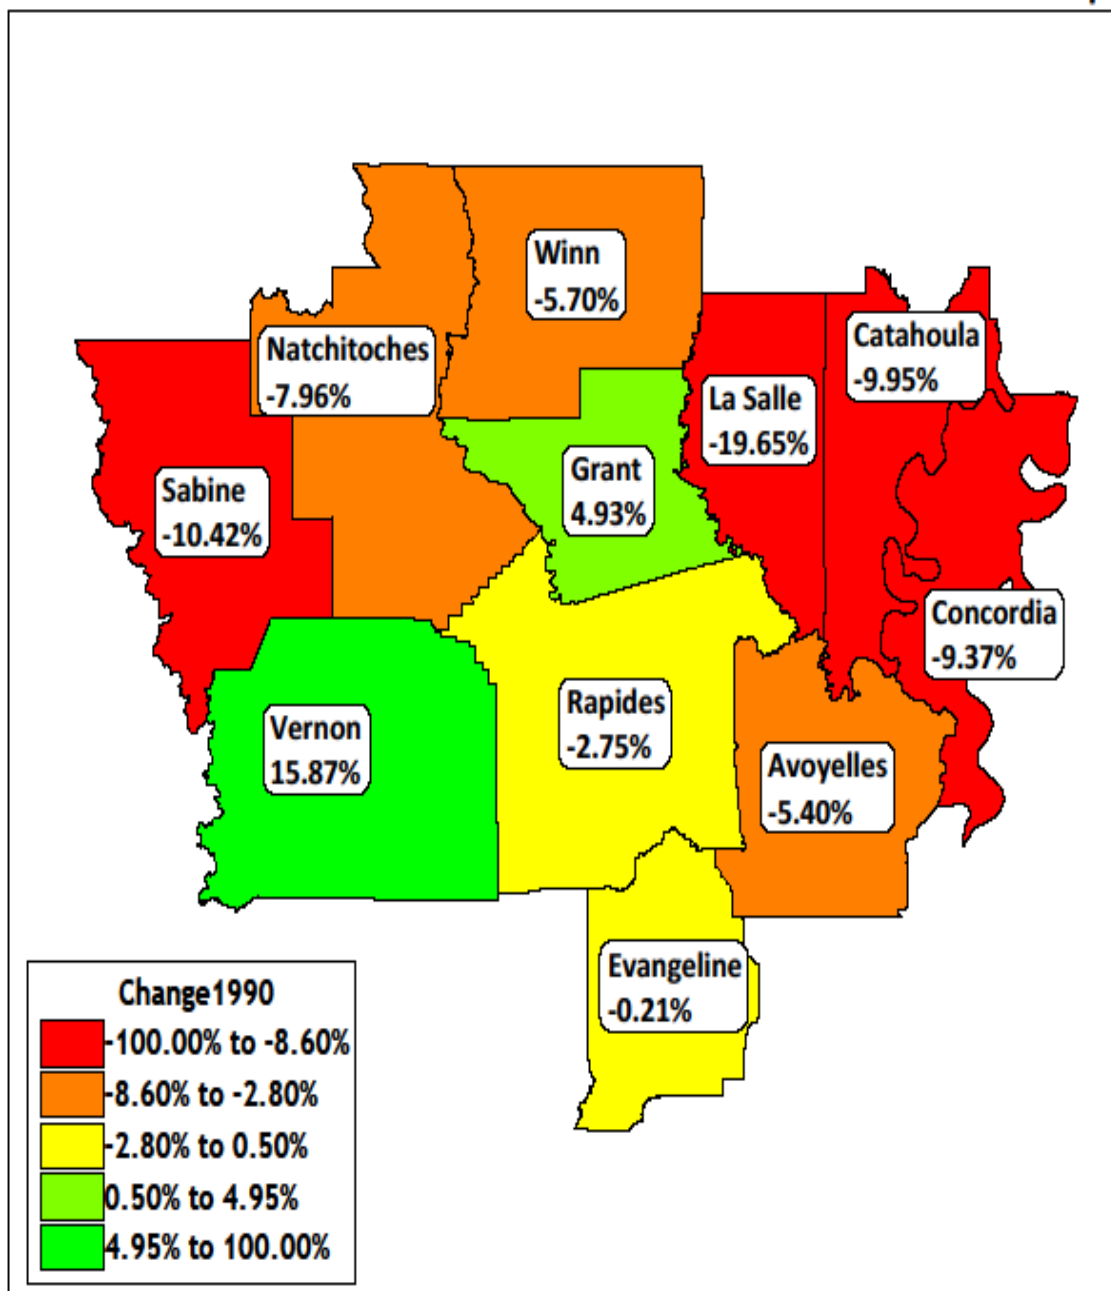 Winn
-5.70%
Natchitoches
-7.96%
Catahoula
-9.95%
La Salle
-19.65%
Sabine
-10.42%
Grant
4.93%
Concordia
-9.37%
Vernon
15.87%
Rapides
-2.75%
Avoyelles
-5.40%
Evangeline
-0.21%
Change1990
-100.00% to -8.60%
-8.60% to -2.80%
-2.80% to 0.50%
0.50% to 4.95%
4.95% to 100.00%